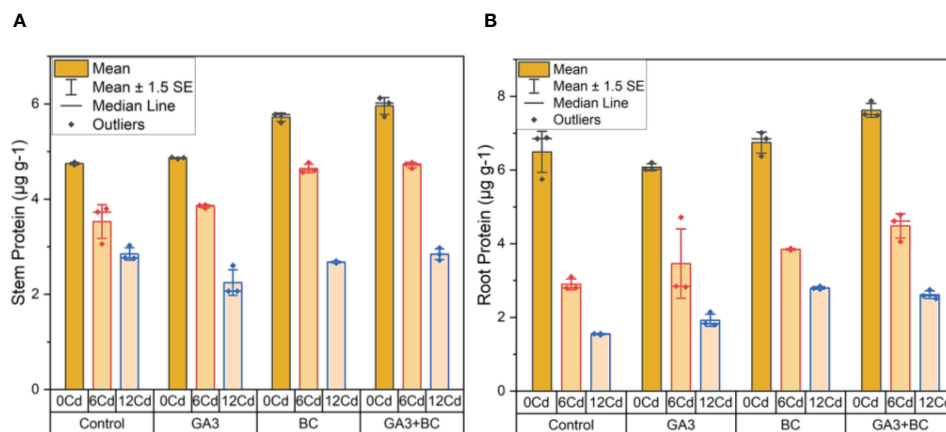 A
Stem Protein (µg g-1)
6
4
2
0
Mean
Mean ± 1.5 SE
Median Line
Outliers
0Cd 6Cd 12Cd 0Cd 6Cd 12Cd 0Cd 6Cd 12Cd 0Cd 6Cd 12Cd
Control GA3 BC GA3+BC
B
Root Protein (µg g-1)
8
6
4
2
0
Mean
Mean ± 1.5 SE
Median Line
Outliers
0Cd 6Cd 12Cd 0Cd 6Cd 12Cd 0Cd 6Cd 12Cd 0Cd 6Cd 12Cd
Control GA3 BC GA3+BC